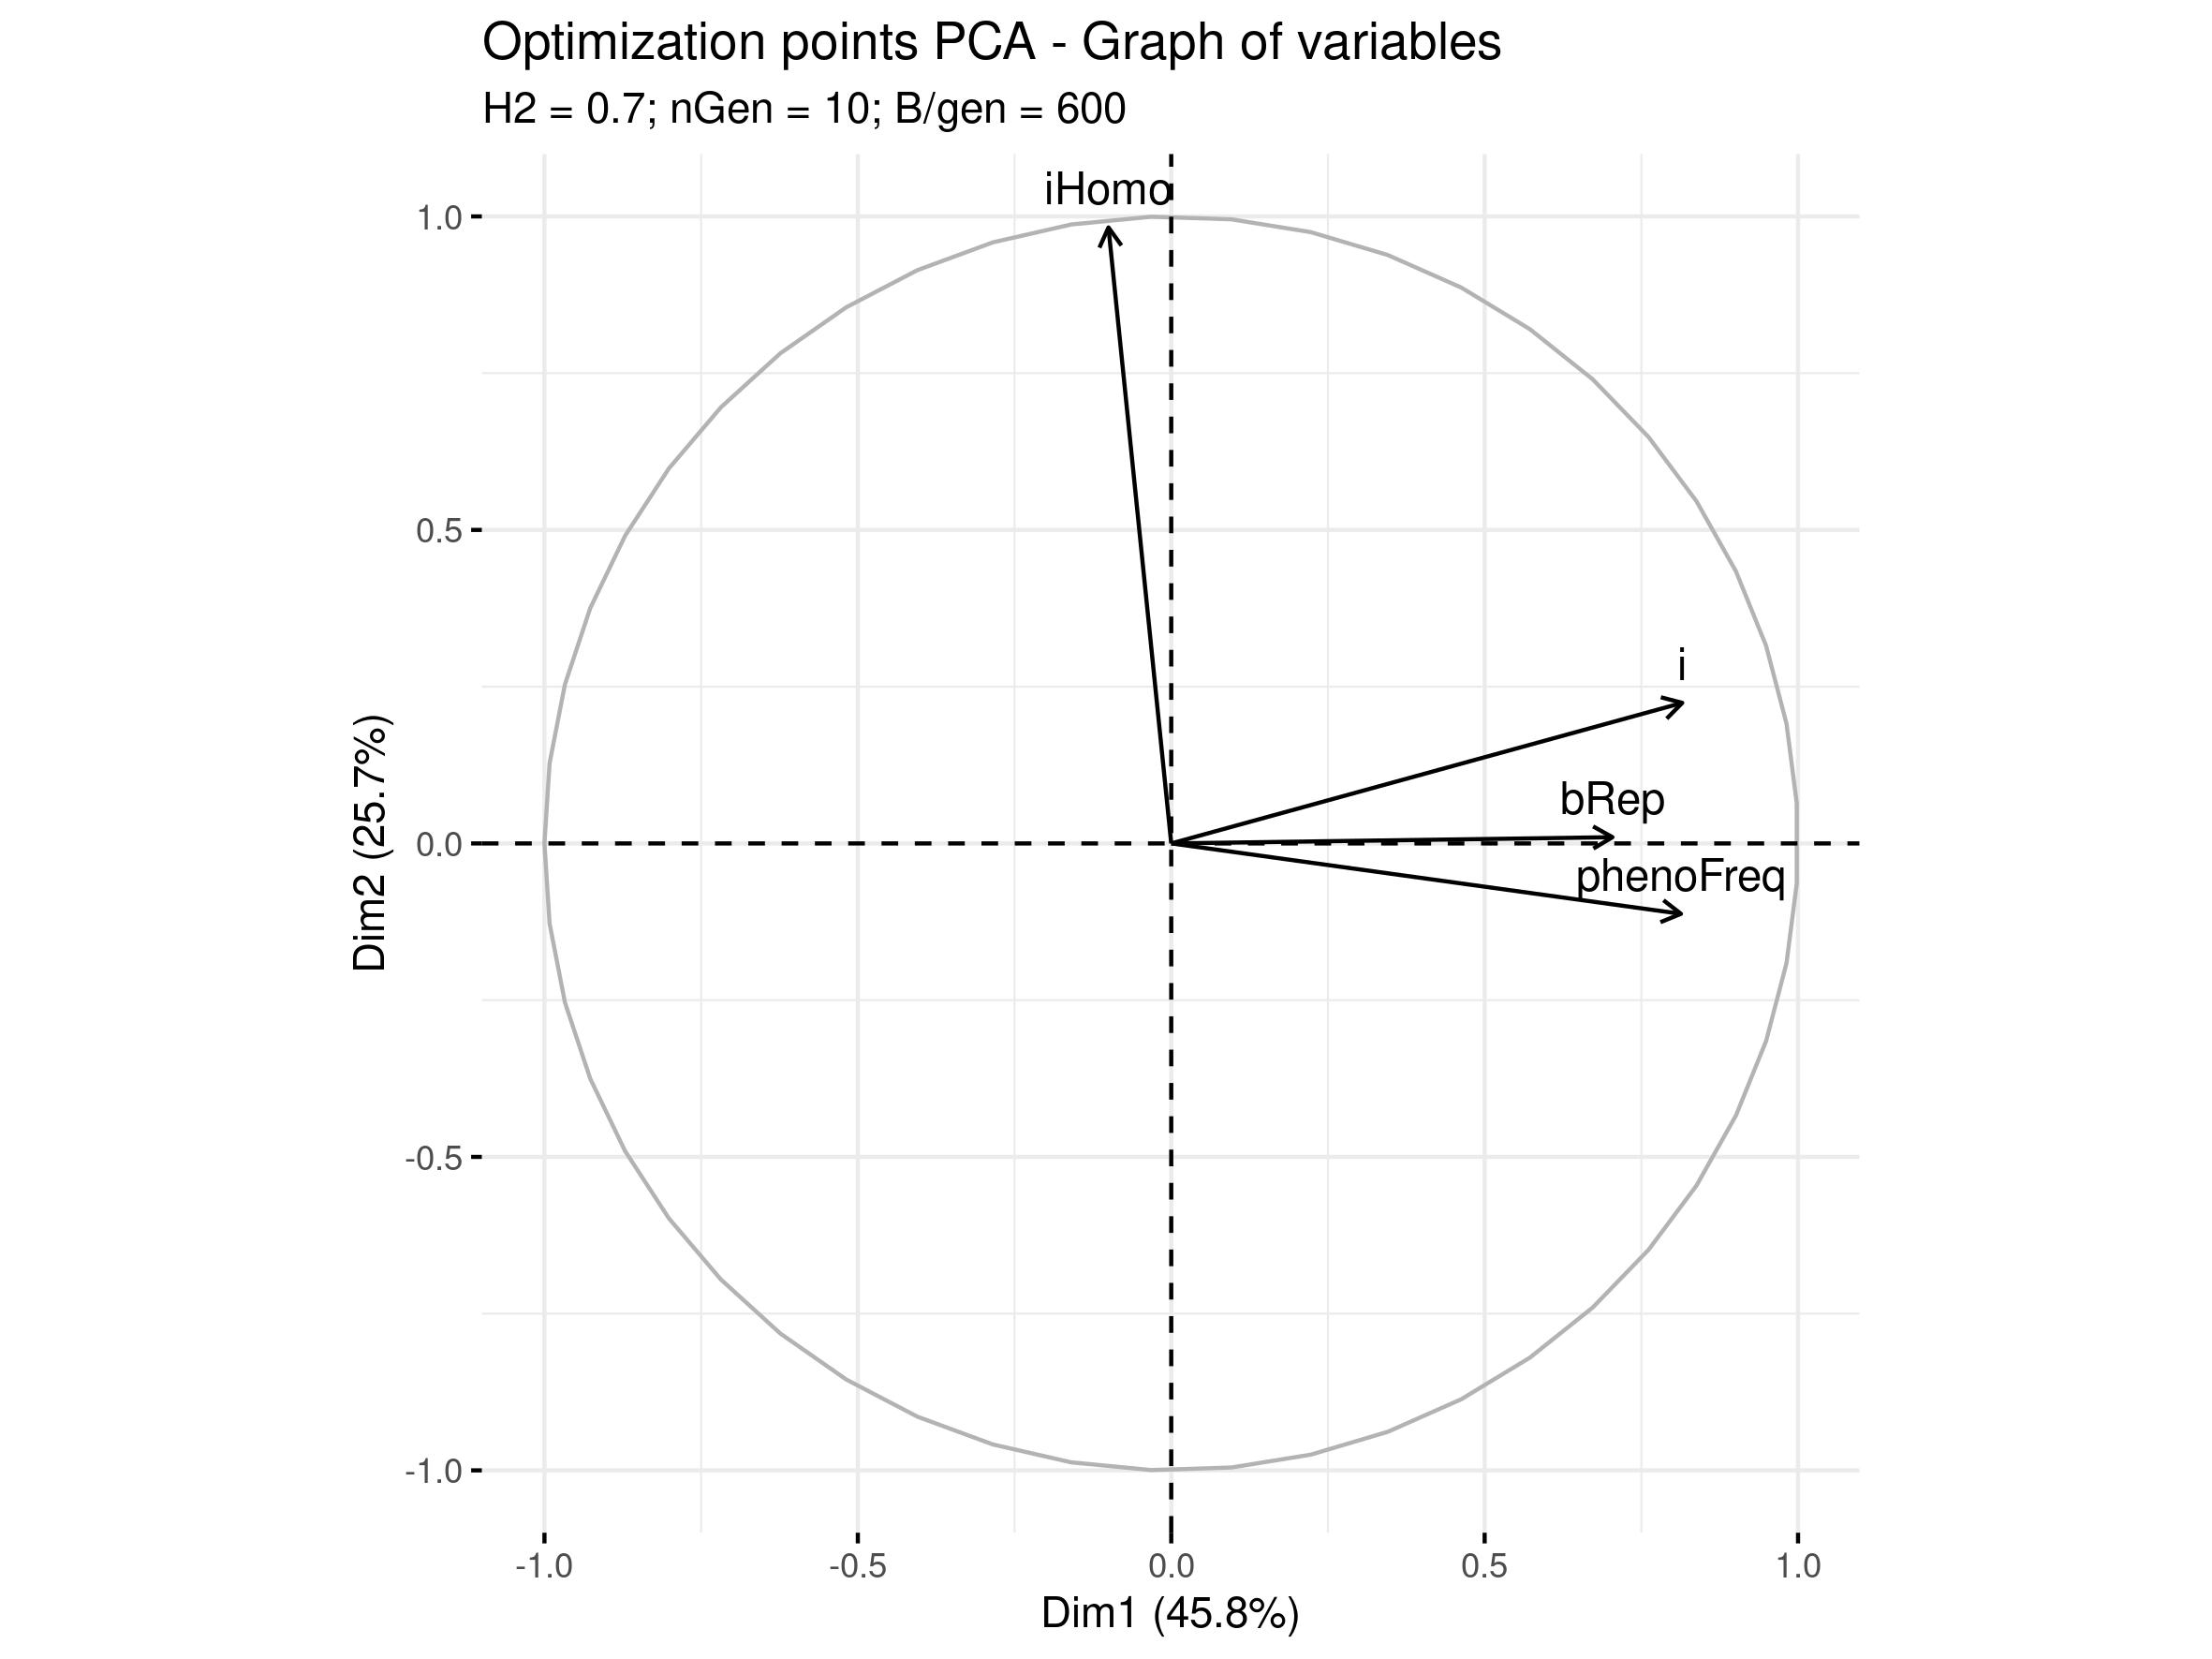 Optimization points PCA - Graph of variables
H2 = 0.7; nGen = 10; B/gen = 600
iHomo
1.0
0.5
i
bRep
0.0
phenoFreq
Dim2 (25.7%)
-0.5
-1.0
-1.0
-0.5
0.0
0.5
1.0
Dim1 (45.8%)